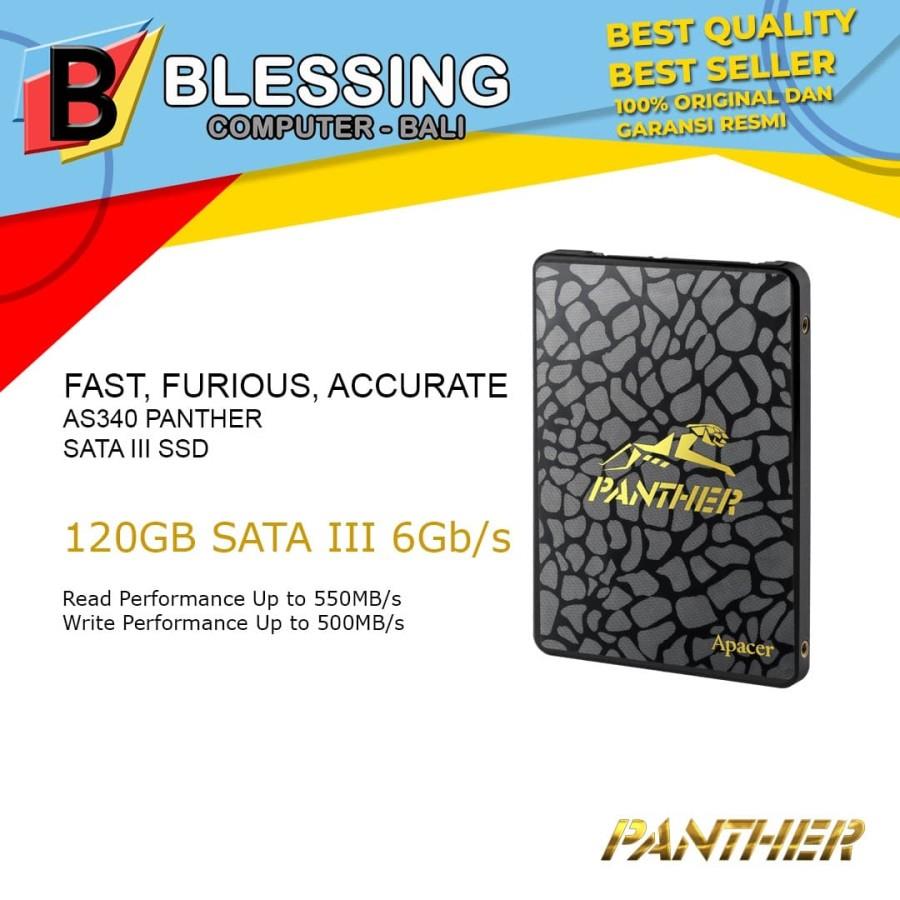 B BLESSING
COMPUTER - BALI
BEST QUALITY
BEST SELLER
100% ORIGINAL DAN
GARANSI RESMI
FAST, FURIOUS, ACCURATE
AS340 PANTHER
SATA III SSD
120GB SATA III 6Gb/s
Read Performance Up to 550MB/s
Write Performance Up to 500MB/s
PANTHER
Apacer
PANTHER